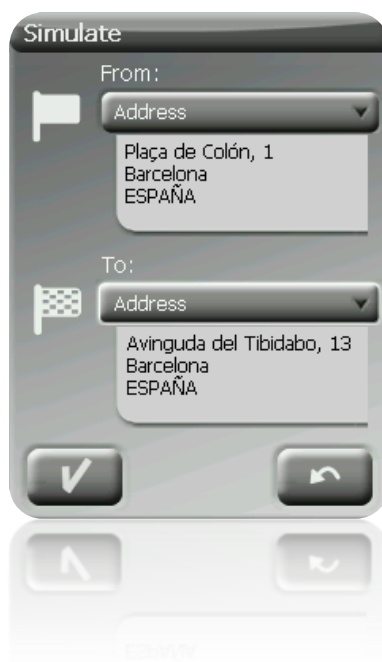 Simulate
From:
Address
Plaça de Colón, 1
Barcelona
ESPAÑA
To:
Address
Avinguda del Tibidabo, 13
Barcelona
ESPAÑA